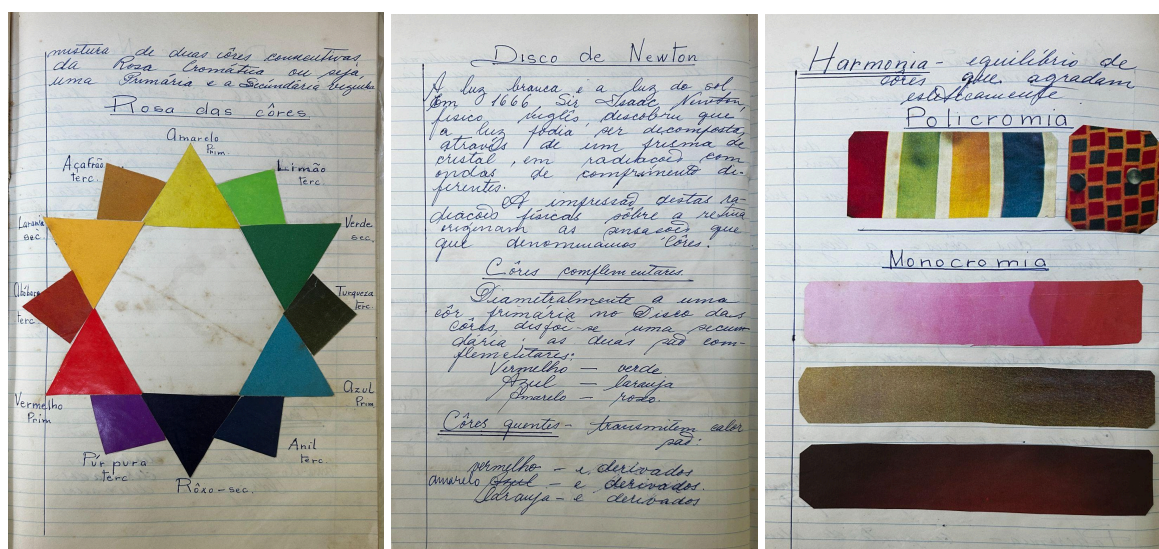 mistura de duas côres consecutivas
da Rosa Cromática ou seja,
uma Primária e a Secundária vizinha
Rosa das côres
Amarelo
Prim.
Açafrão
terc.
Limão
terc.
Laranja
sec.
Verde
sec.
terc.
Turqueza
terc.
Vermelho
Prim
Azul
Prim
Púrpura
terc
Anil
terc.
Rôxo-sec.
Disco de Newton
A luz branca é a luz do sol.
Em 1666, Sir Isaac Newton,
físico inglês descobriu que
a luz podia ser decomposta,
através de um prisma de
cristal, em radiações com
ondas de comprimento di-
ferentes.
A impressão destas ra-
diações físicas sôbre a retina
originam as sensações que
que denominamos Côres.
Côres complementares
Diametralmente a uma
côr primária no Disco das
côres, dispõi-se uma secun
dária; as duas são com-
plementares:
Vermelho — verde
Azul — laranja
Amarelo — roxo.
Côres quentes - transmitem calor
são:
vermelho - e derivados
amarelo Azul - e derivados.
laranja - e derivados
Harmonia - equilíbrio de
côres que agradam
esteticamente.
Policromia
Monocromia